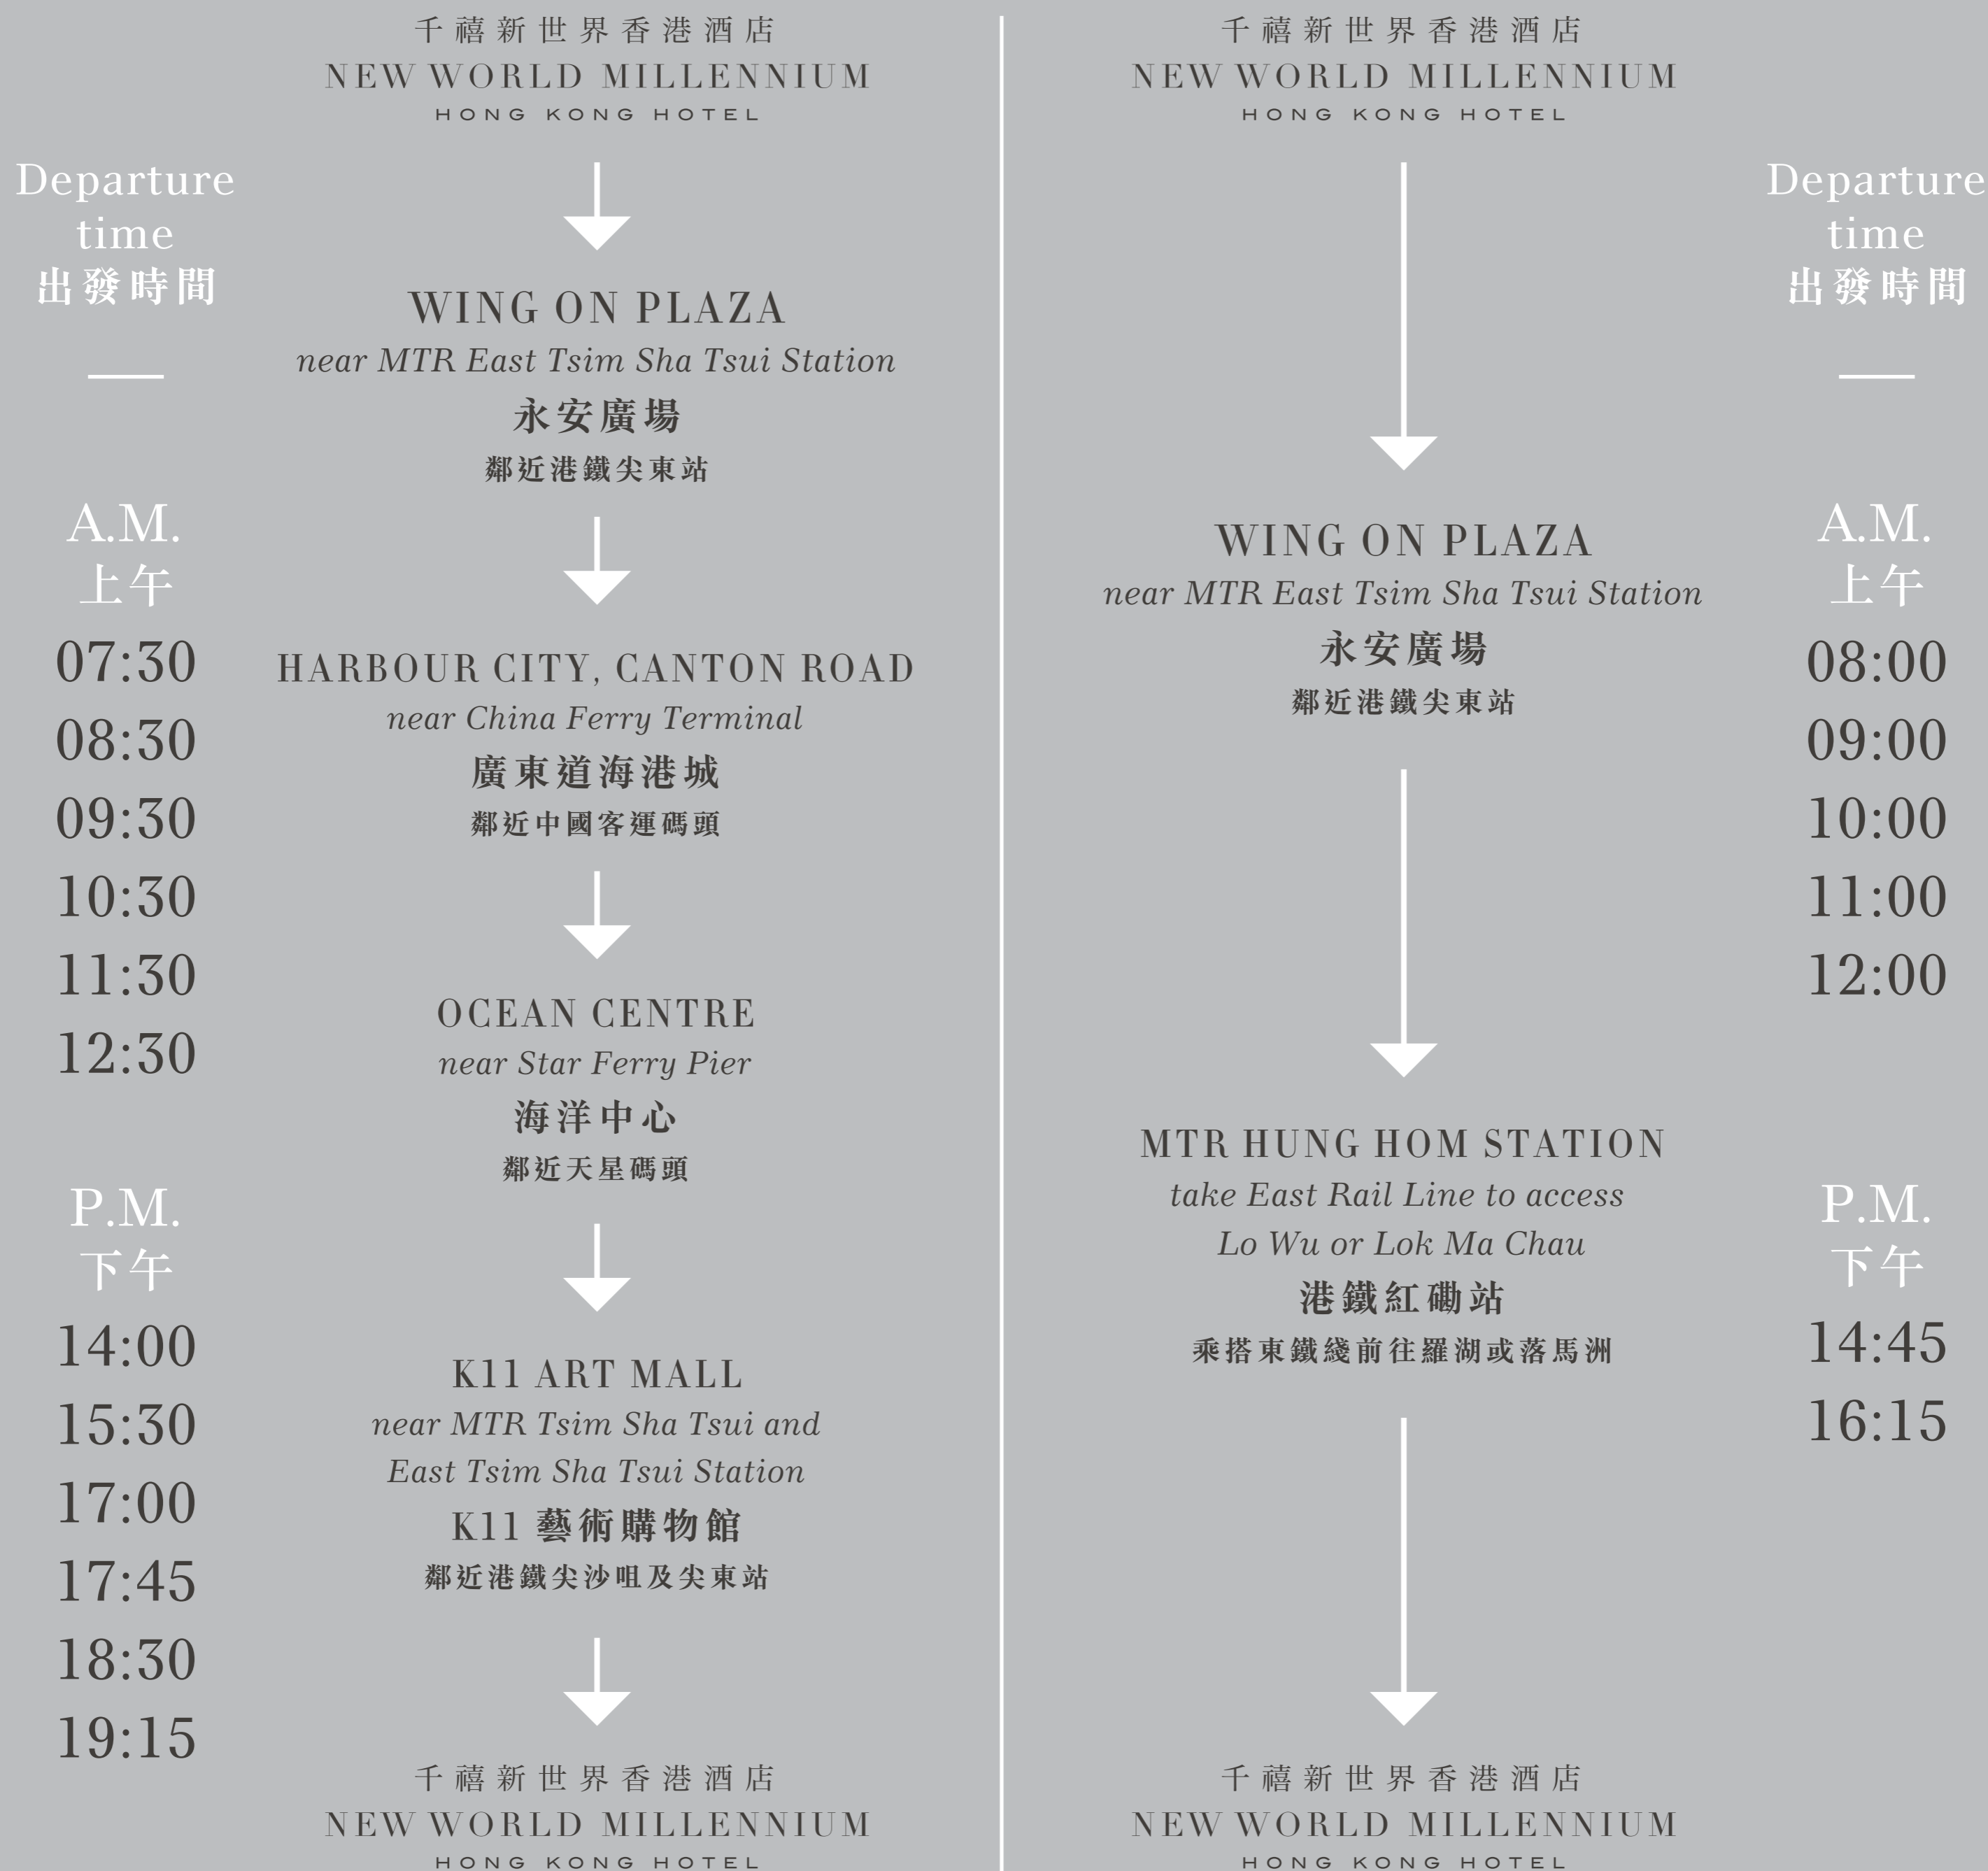 千禧新世界香港酒店
NEW WORLD MILLENNIUM
HONG KONG HOTEL
Departure
time
出發時間
A.M.
上午
07:30
08:30
09:30
10:30
11:30
12:30
P.M.
下午
14:00
15:30
17:00
17:45
18:30
19:15
WING ON PLAZA
near MTR East Tsim Sha Tsui Station
永安廣場
鄰近港鐵尖東站
HARBOUR CITY, CANTON ROAD
near China Ferry Terminal
廣東道海港城
鄰近中國客運碼頭
OCEAN CENTRE
near Star Ferry Pier
海洋中心
鄰近天星碼頭
K11 ART MALL
near MTR Tsim Sha Tsui and
East Tsim Sha Tsui Station
K11 藝術購物館
鄰近港鐵尖沙咀及尖東站
千禧新世界香港酒店
NEW WORLD MILLENNIUM
HONG KONG HOTEL
千禧新世界香港酒店
NEW WORLD MILLENNIUM
HONG KONG HOTEL
WING ON PLAZA
near MTR East Tsim Sha Tsui Station
永安廣場
鄰近港鐵尖東站
MTR HUNG HOM STATION
take East Rail Line to access
Lo Wu or Lok Ma Chau
港鐵紅磡站
乘搭東鐵綫前往羅湖或落馬洲
千禧新世界香港酒店
NEW WORLD MILLENNIUM
HONG KONG HOTEL
Departure
time
出發時間
A.M.
上午
08:00
09:00
10:00
11:00
12:00
P.M.
下午
14:45
16:15